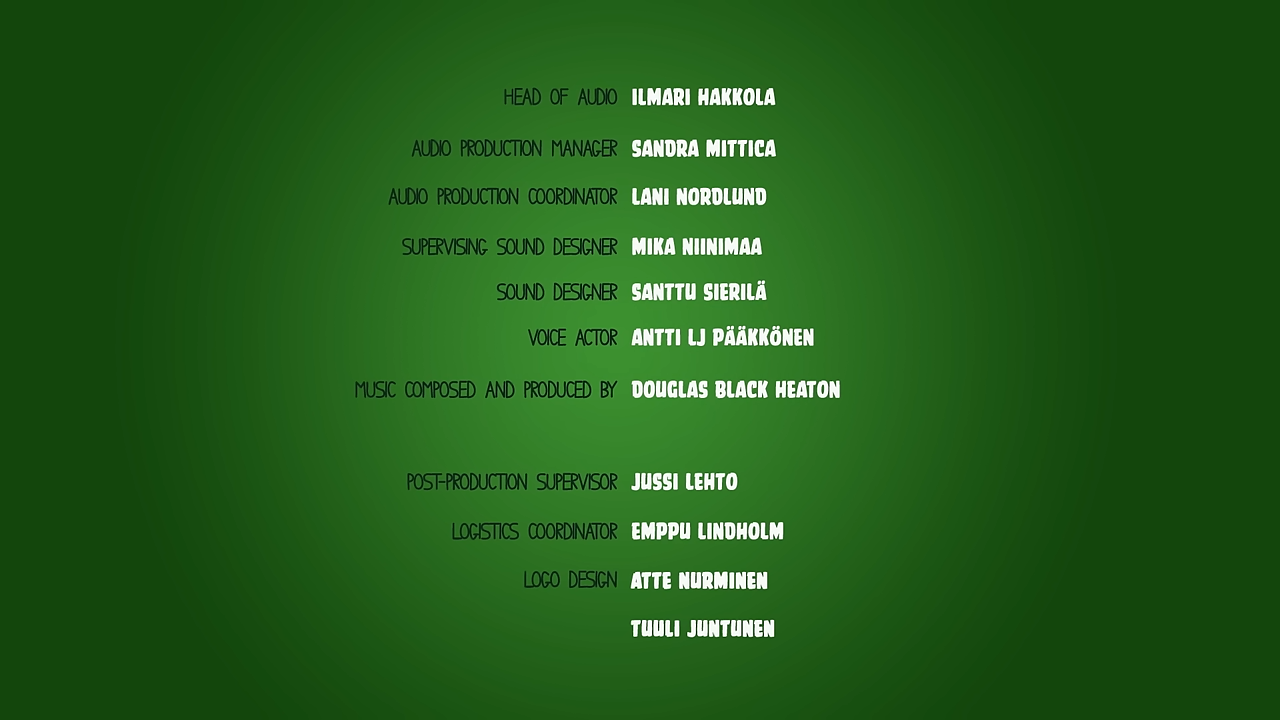 HEAD OF AUDIO ILMARI HAKKOLA
AUDIO PRODUCTION MANAGER SANDRA MITTICA
AUDIO PRODUCTION COORDINATOR LANI NORDLUND
SUPERVISING SOUND DESIGNER MIKA NIINIMAA
SOUND DESIGNER SANTTU SIERILÄ
VOICE ACTOR ANTTI LJ PÄÄKKÖNEN
MUSIC COMPOSED AND PRODUCED BY DOUGLAS BLACK HEATON
POST-PRODUCTION SUPERVISOR JUSSI LEHTO
LOGISTICS COORDINATOR EMPPU LINDHOLM
LOGO DESIGN ATTE NURMINEN
TUULI JUNTUNEN